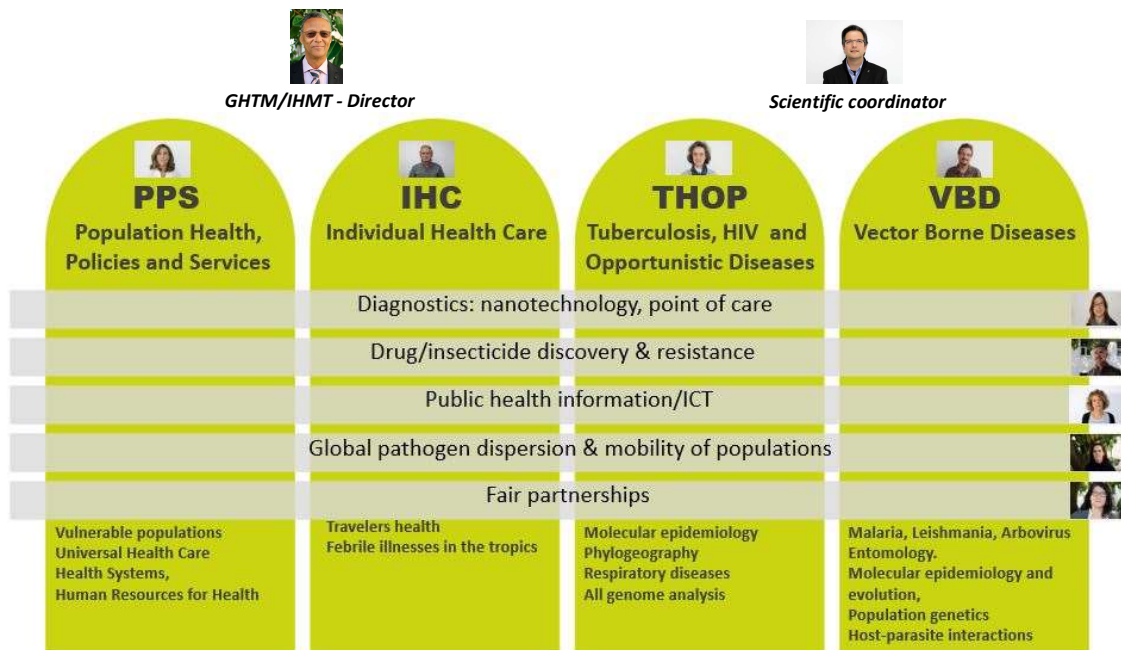 GHTM/IHMT - Director
Scientific coordinator
PPS
Population Health,
Policies and Services
IHC
Individual Health Care
THOP
Tuberculosis, HIV and
Opportunistic Diseases
VBD
Vector Borne Diseases
Diagnostics: nanotechnology, point of care
Drug/insecticide discovery & resistance
Public health information/ICT
Global pathogen dispersion & mobility of populations
Fair partnerships
Vulnerable populations
Universal Health Care
Health Systems,
Human Resources for Health
Travelers health
Febrile illnesses in the tropics
Molecular epidemiology
Phylogeography
Respiratory diseases
All genome analysis
Malaria, Leishmania, Arbovirus
Entomology.
Molecular epidemiology and
evolution,
Population genetics
Host-parasite interactions